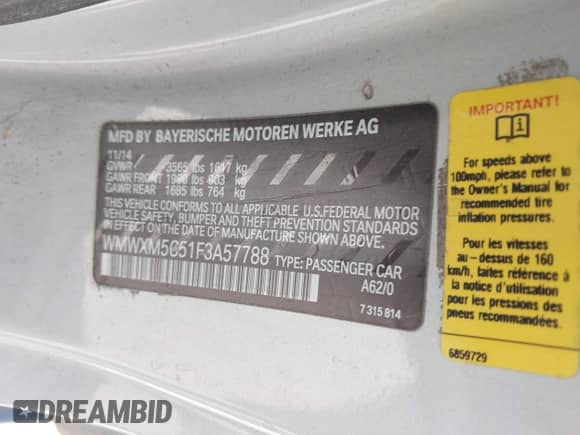 MFD BY BAYERISCHE MOTOREN WERKE AG
11/14
GVWR 3565 lbs 1617 kg
GAWR FRONT 1990 lbs 903 kg
GAWR REAR 1685 lbs 764 kg
THIS VEHICLE CONFORMS TO ALL APPLICABLE U.S.FEDERAL MOTOR
VEHICLE SAFETY, BUMPER AND THEFT PREVENTION STANDARDS
IN EFFECT ON THE DATE OF MANUFACTURE SHOWN ABOVE.
WMWXM5C51F3A57788 TYPE: PASSENGER CAR
A62/0
7 315 814
IMPORTANT!
i
For speeds above
100mph, please refer to
the Owner's Manual for
recommended tire
inflation pressures.
Pour les vitesses
au-dessus de 160
km/h, faites référence à
la notice d'utilisation
pour les pressions des
pneus recommandées.
6859729
DREAMBID